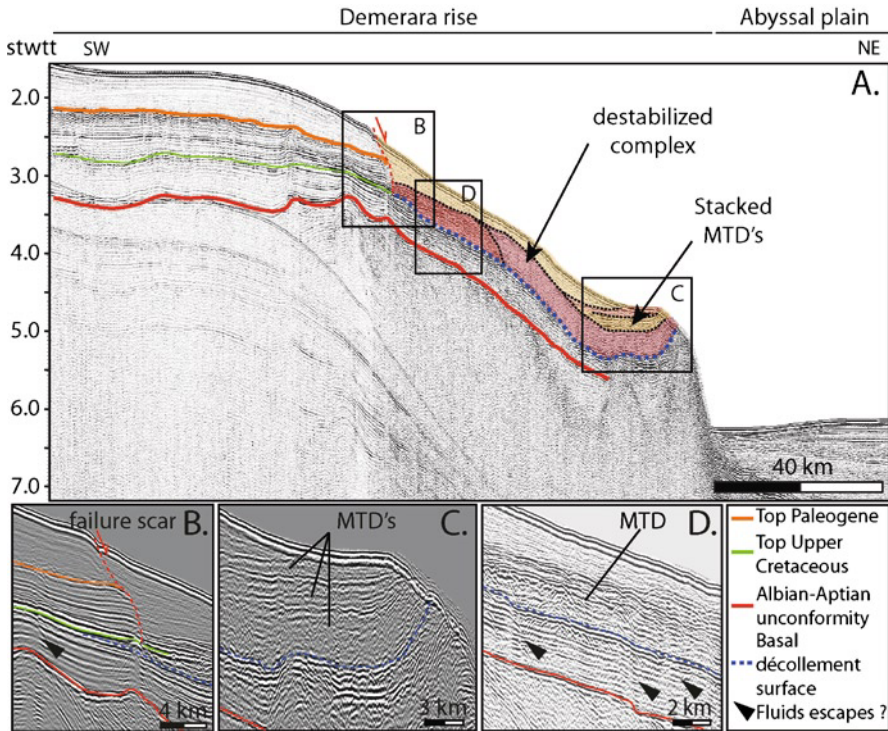 Demerara rise
Abyssal plain
stwtt SW
NE
A.
2.0
3.0
4.0
5.0
6.0
7.0
B
D
C
destabilized
complex
Stacked
MTD's
40 km
failure scar
B.
4 km
MTD's
C.
3 km
MTD
D.
2 km
Top Paleogene
Top Upper
Cretaceous
Albian-Aptian
unconformity
Basal
décollement
surface
Fluids escapes ?